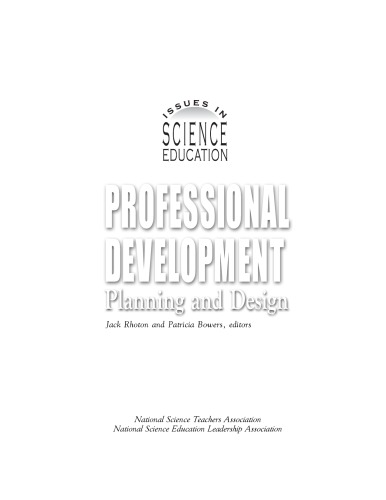 ISSUES IN
SCIENCE
EDUCATION
PROFESSIONAL
DEVELOPMENT
Planning and Design
Jack Rhoton and Patricia Bowers, editors
National Science Teachers Association
National Science Education Leadership Association